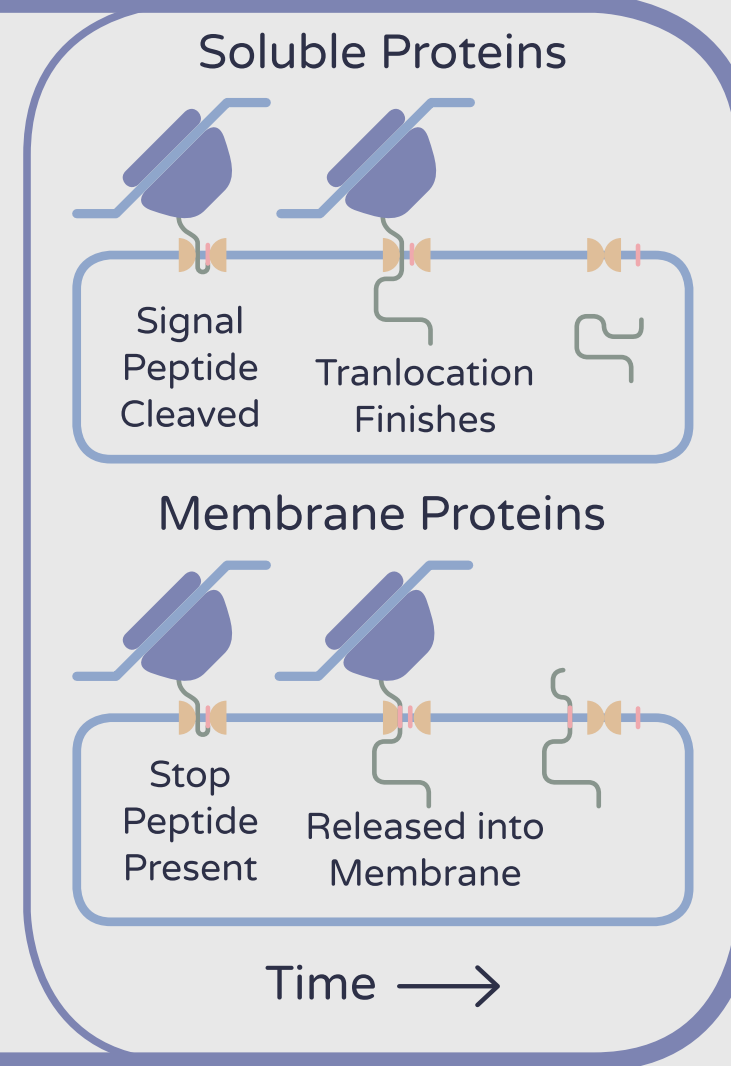 Soluble Proteins
Signal
Peptide
Cleaved
Tranlocation
Finishes
Membrane Proteins
Stop
Peptide
Present
Released into
Membrane
Time